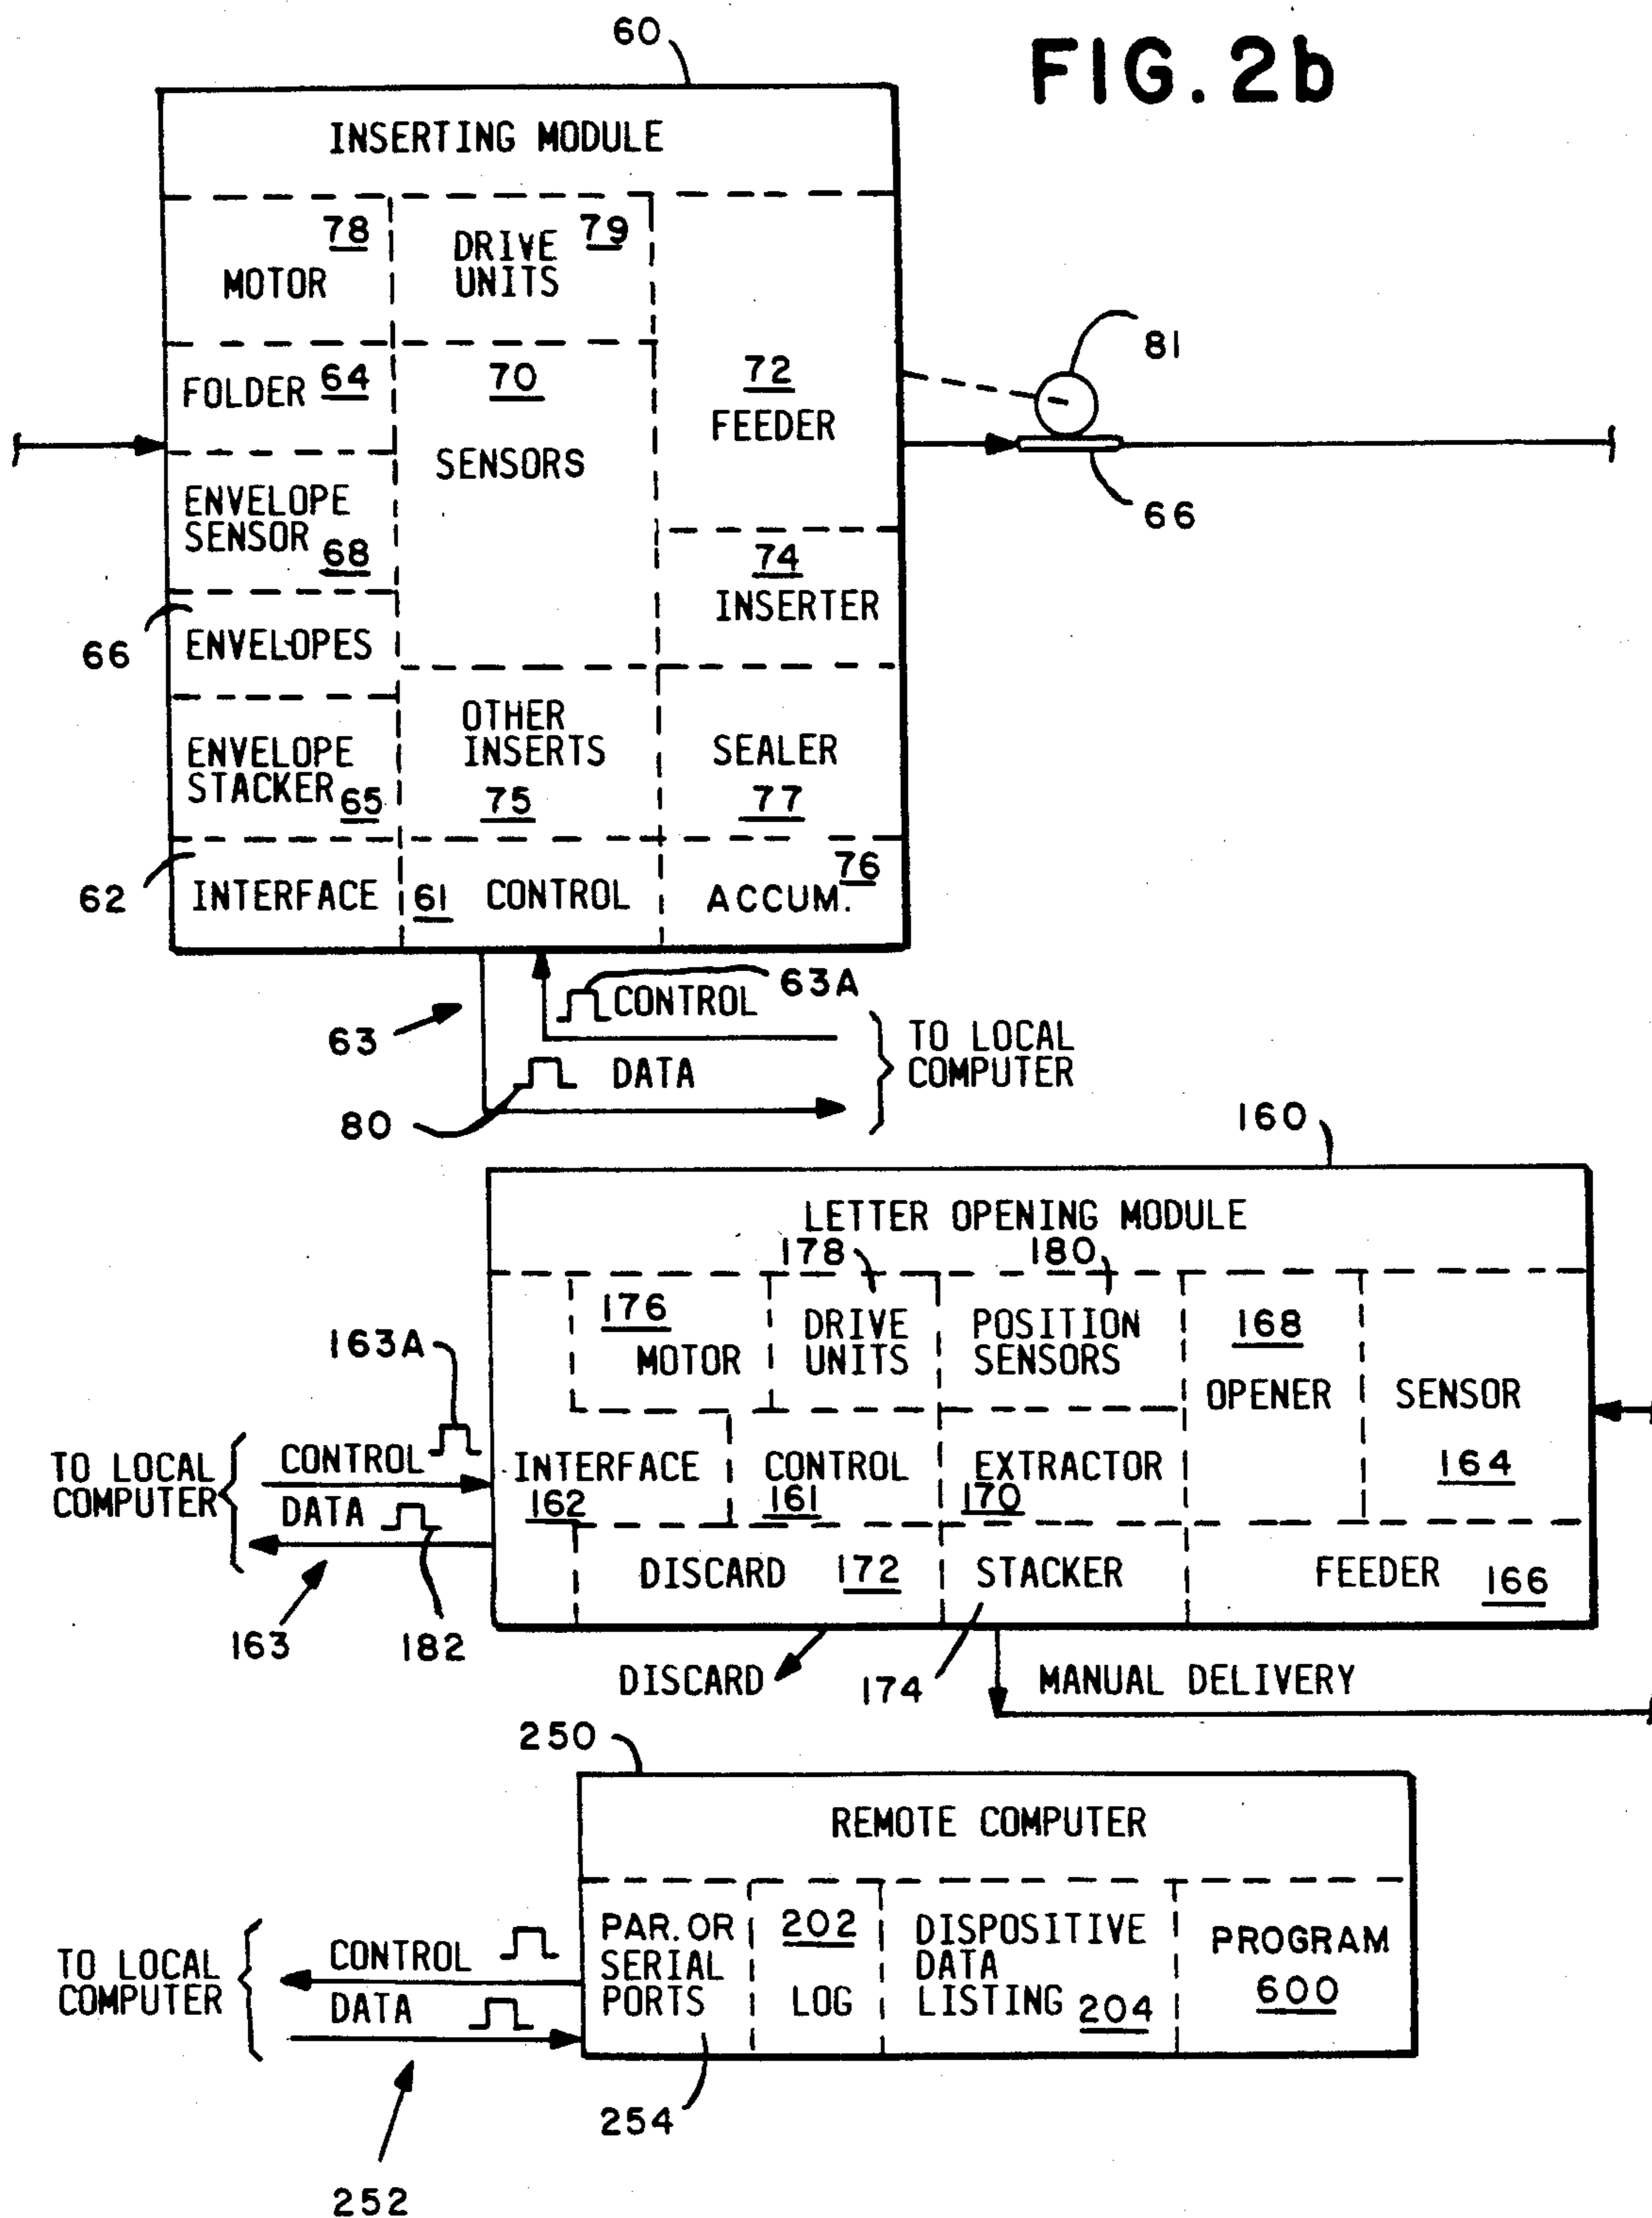 FIG. 2b
60
INSERTING MODULE
78
MOTOR
DRIVE 79
UNITS
FOLDER 64
70
SENSORS
72
FEEDER
81
66
ENVELOPE
SENSOR
68
74
INSERTER
66
ENVELOPES
ENVELOPE
STACKER 65
OTHER
INSERTS
75
SEALER
77
62
INTERFACE
61 CONTROL
76
ACCUM.
63
63A
CONTROL
DATA
80
TO LOCAL
COMPUTER
160
LETTER OPENING MODULE
178
180
176
MOTOR
DRIVE
UNITS
POSITION
SENSORS
168
OPENER
SENSOR
164
163A
TO LOCAL
COMPUTER
CONTROL
DATA
INTERFACE
162
CONTROL
161
EXTRACTOR
170
DISCARD 172
STACKER
FEEDER 166
163
182
DISCARD
174
MANUAL DELIVERY
250
REMOTE COMPUTER
TO LOCAL
COMPUTER
CONTROL
DATA
PAR. OR
SERIAL
PORTS
202
LOG
DISPOSITIVE
DATA
LISTING 204
PROGRAM
600
254
252